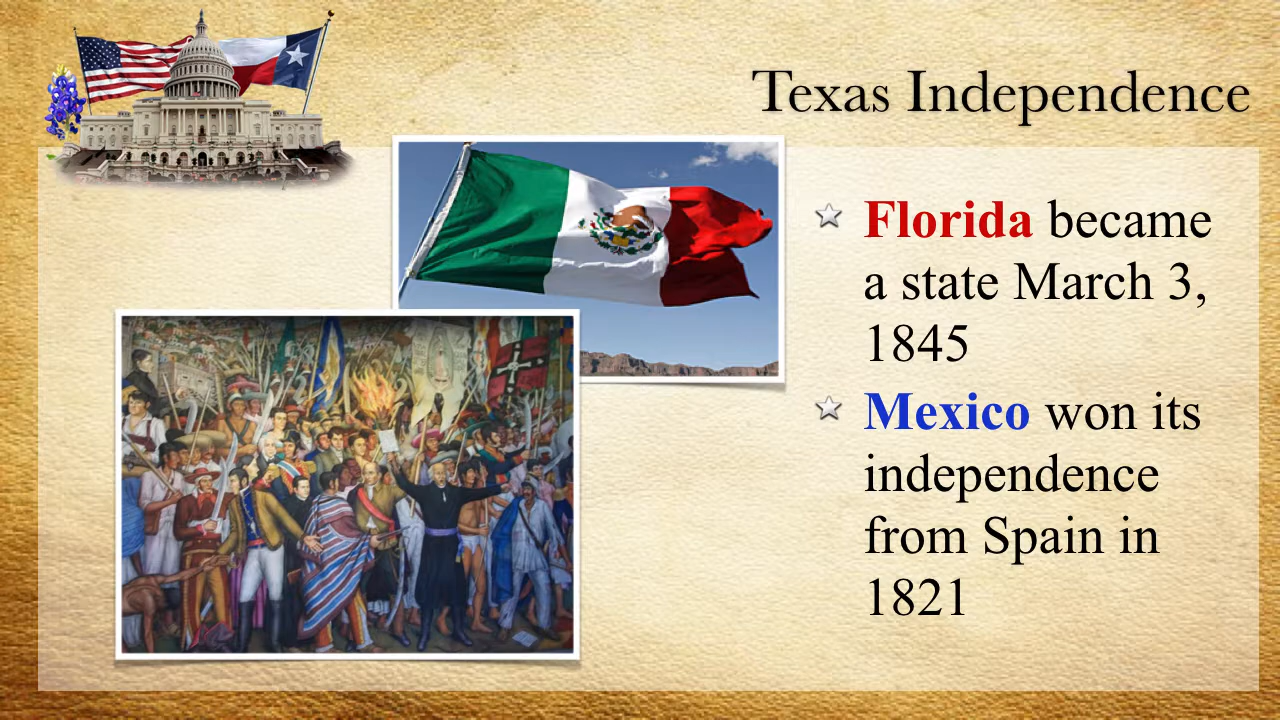 Texas Independence
Florida became
a state March 3,
1845
Mexico won its
independence
from Spain in
1821